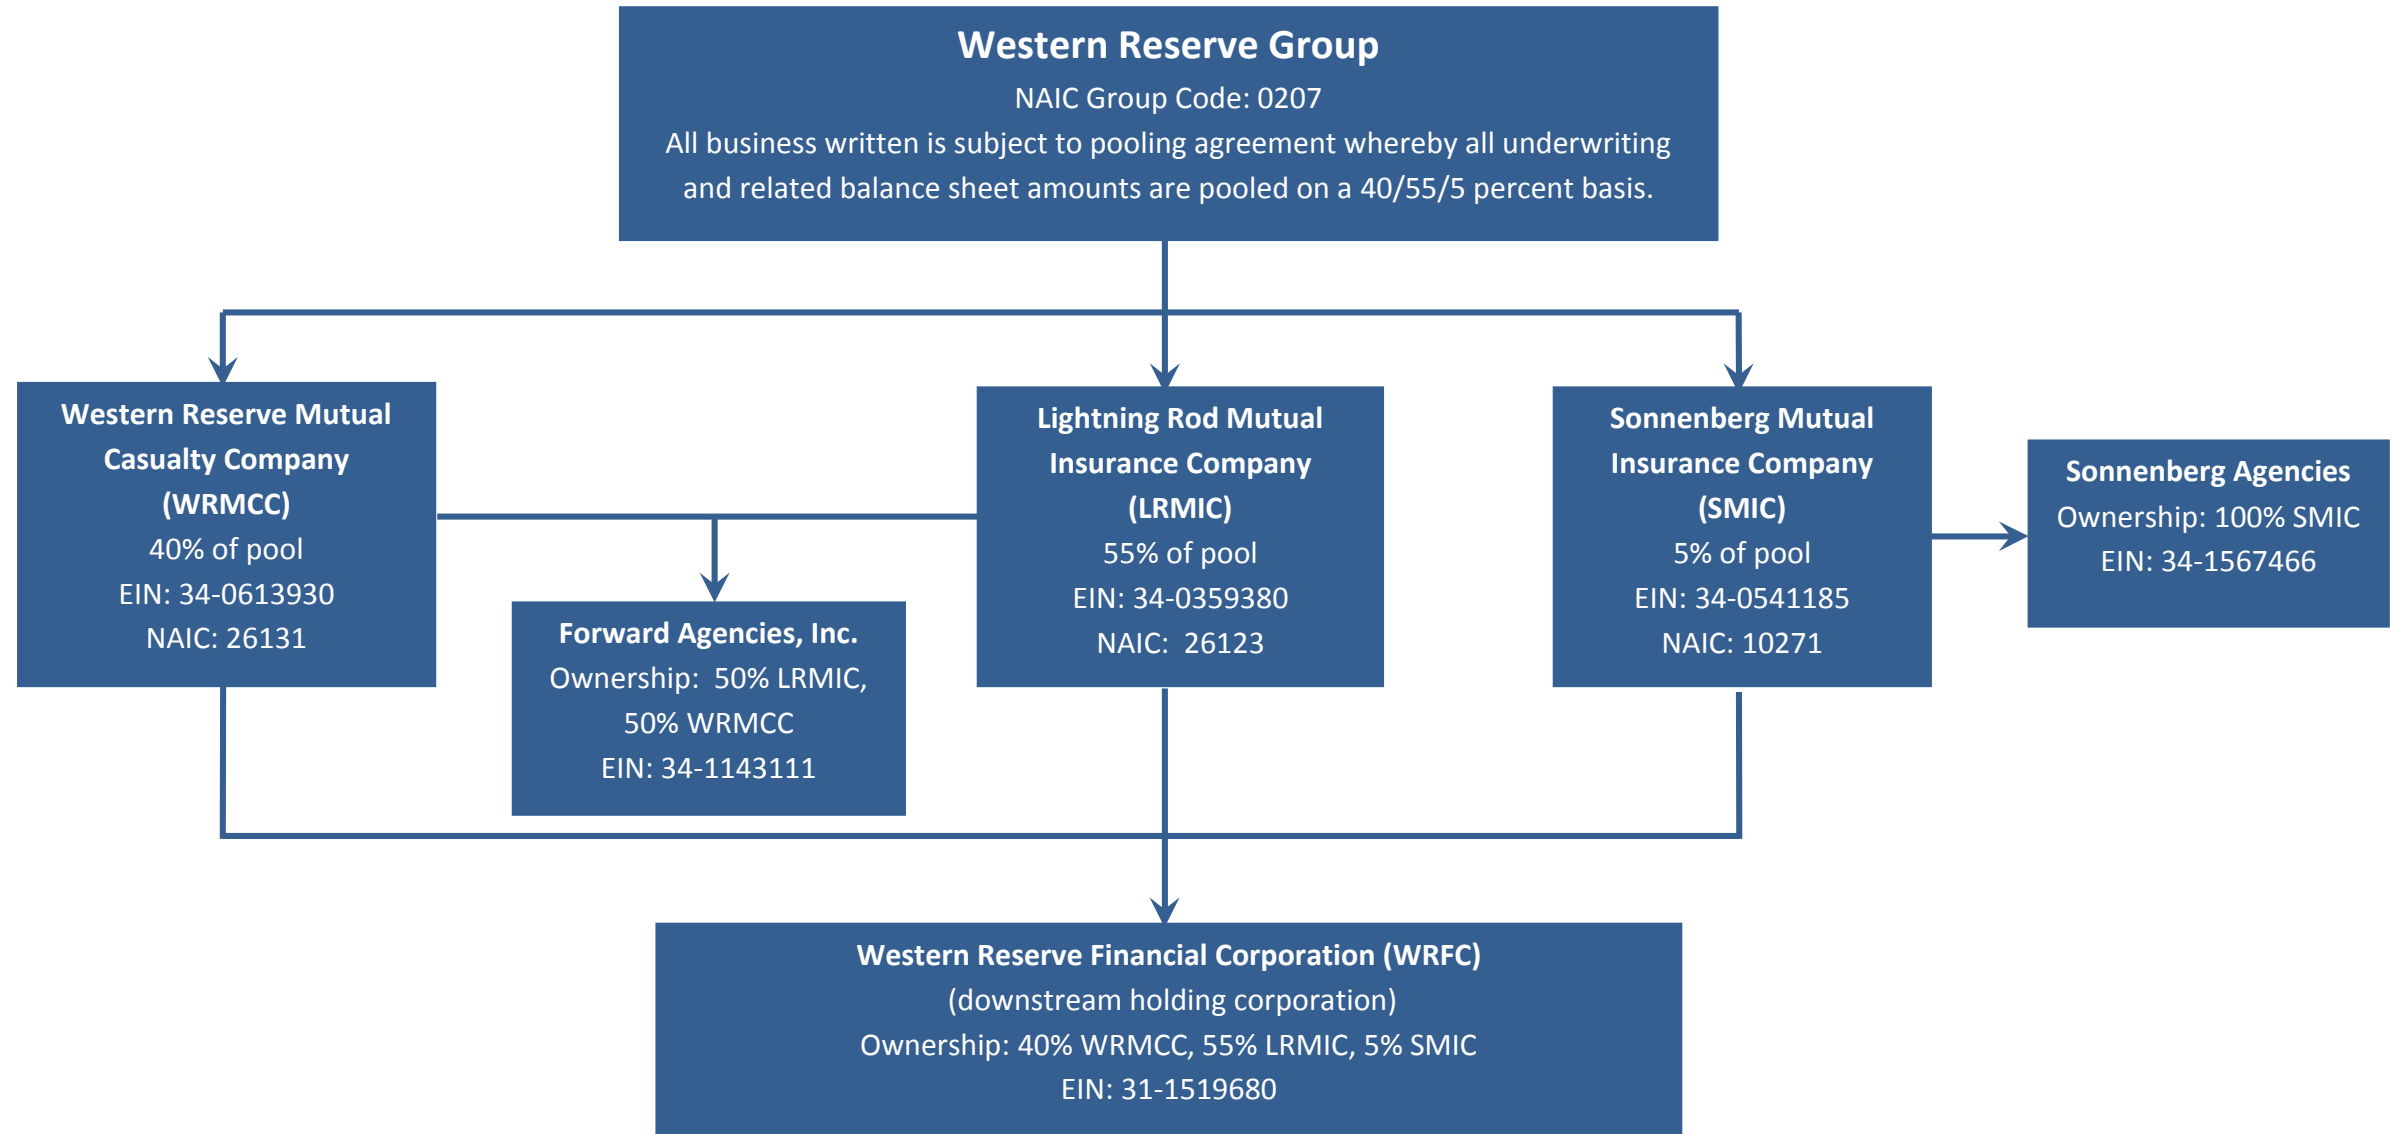 Western Reserve Group
NAIC Group Code: 0207
All business written is subject to pooling agreement whereby all underwriting
and related balance sheet amounts are pooled on a 40/55/5 percent basis.
Western Reserve Mutual
Casualty Company
(WRMCC)
40% of pool
EIN: 34-0613930
NAIC: 26131
Forward Agencies, Inc.
Ownership:  50% LRMIC,
50% WRMCC
EIN: 34-1143111
Lightning Rod Mutual
Insurance Company
(LRMIC)
55% of pool
EIN: 34-0359380
NAIC:  26123
Sonnenberg Mutual
Insurance Company
(SMIC)
5% of pool
EIN: 34-0541185
NAIC: 10271
Sonnenberg Agencies
Ownership: 100% SMIC
EIN: 34-1567466
Western Reserve Financial Corporation (WRFC)
(downstream holding corporation)
Ownership: 40% WRMCC, 55% LRMIC, 5% SMIC
EIN: 31-1519680